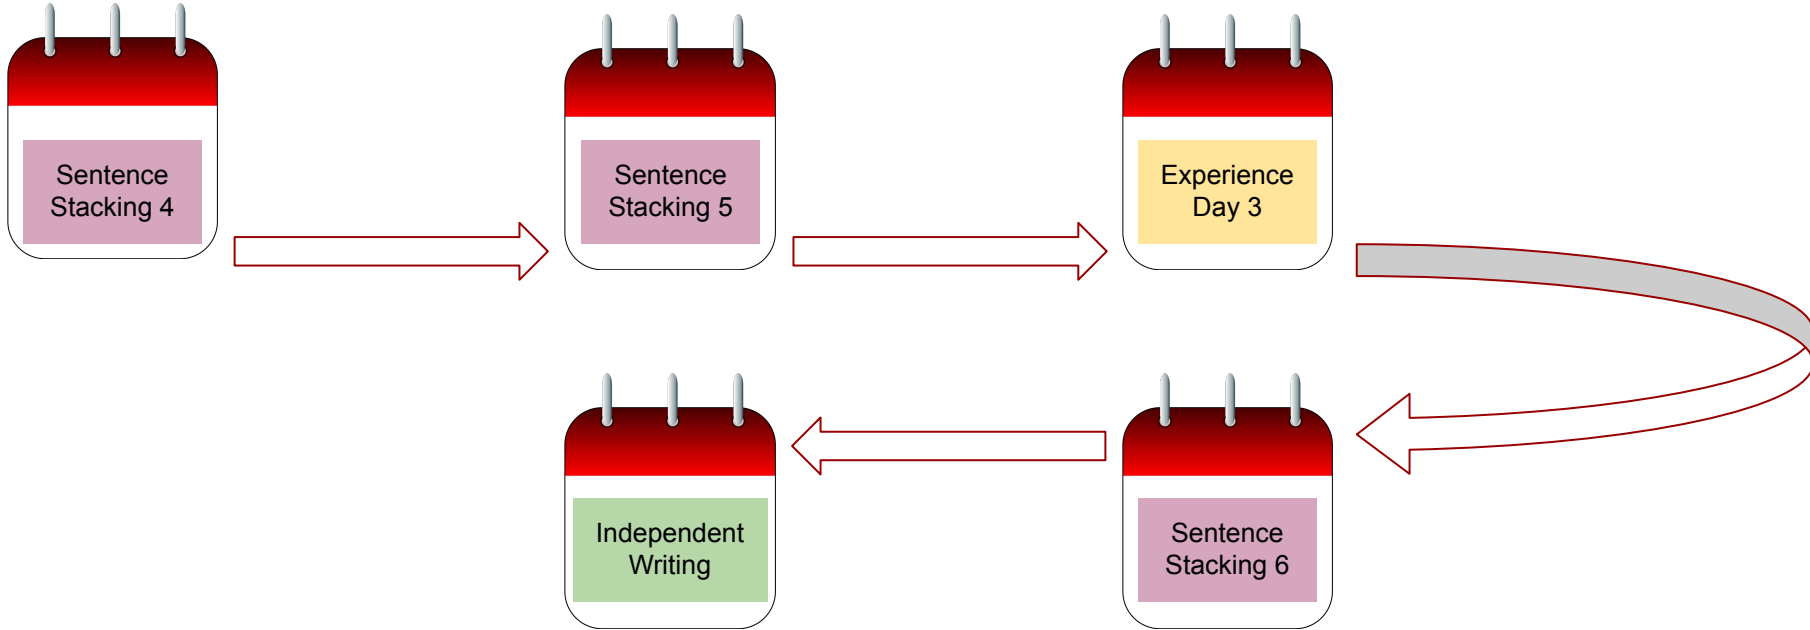 Sentence
Stacking 4
Sentence
Stacking 5
Experience
Day 3
Independent
Writing
Sentence
Stacking 6